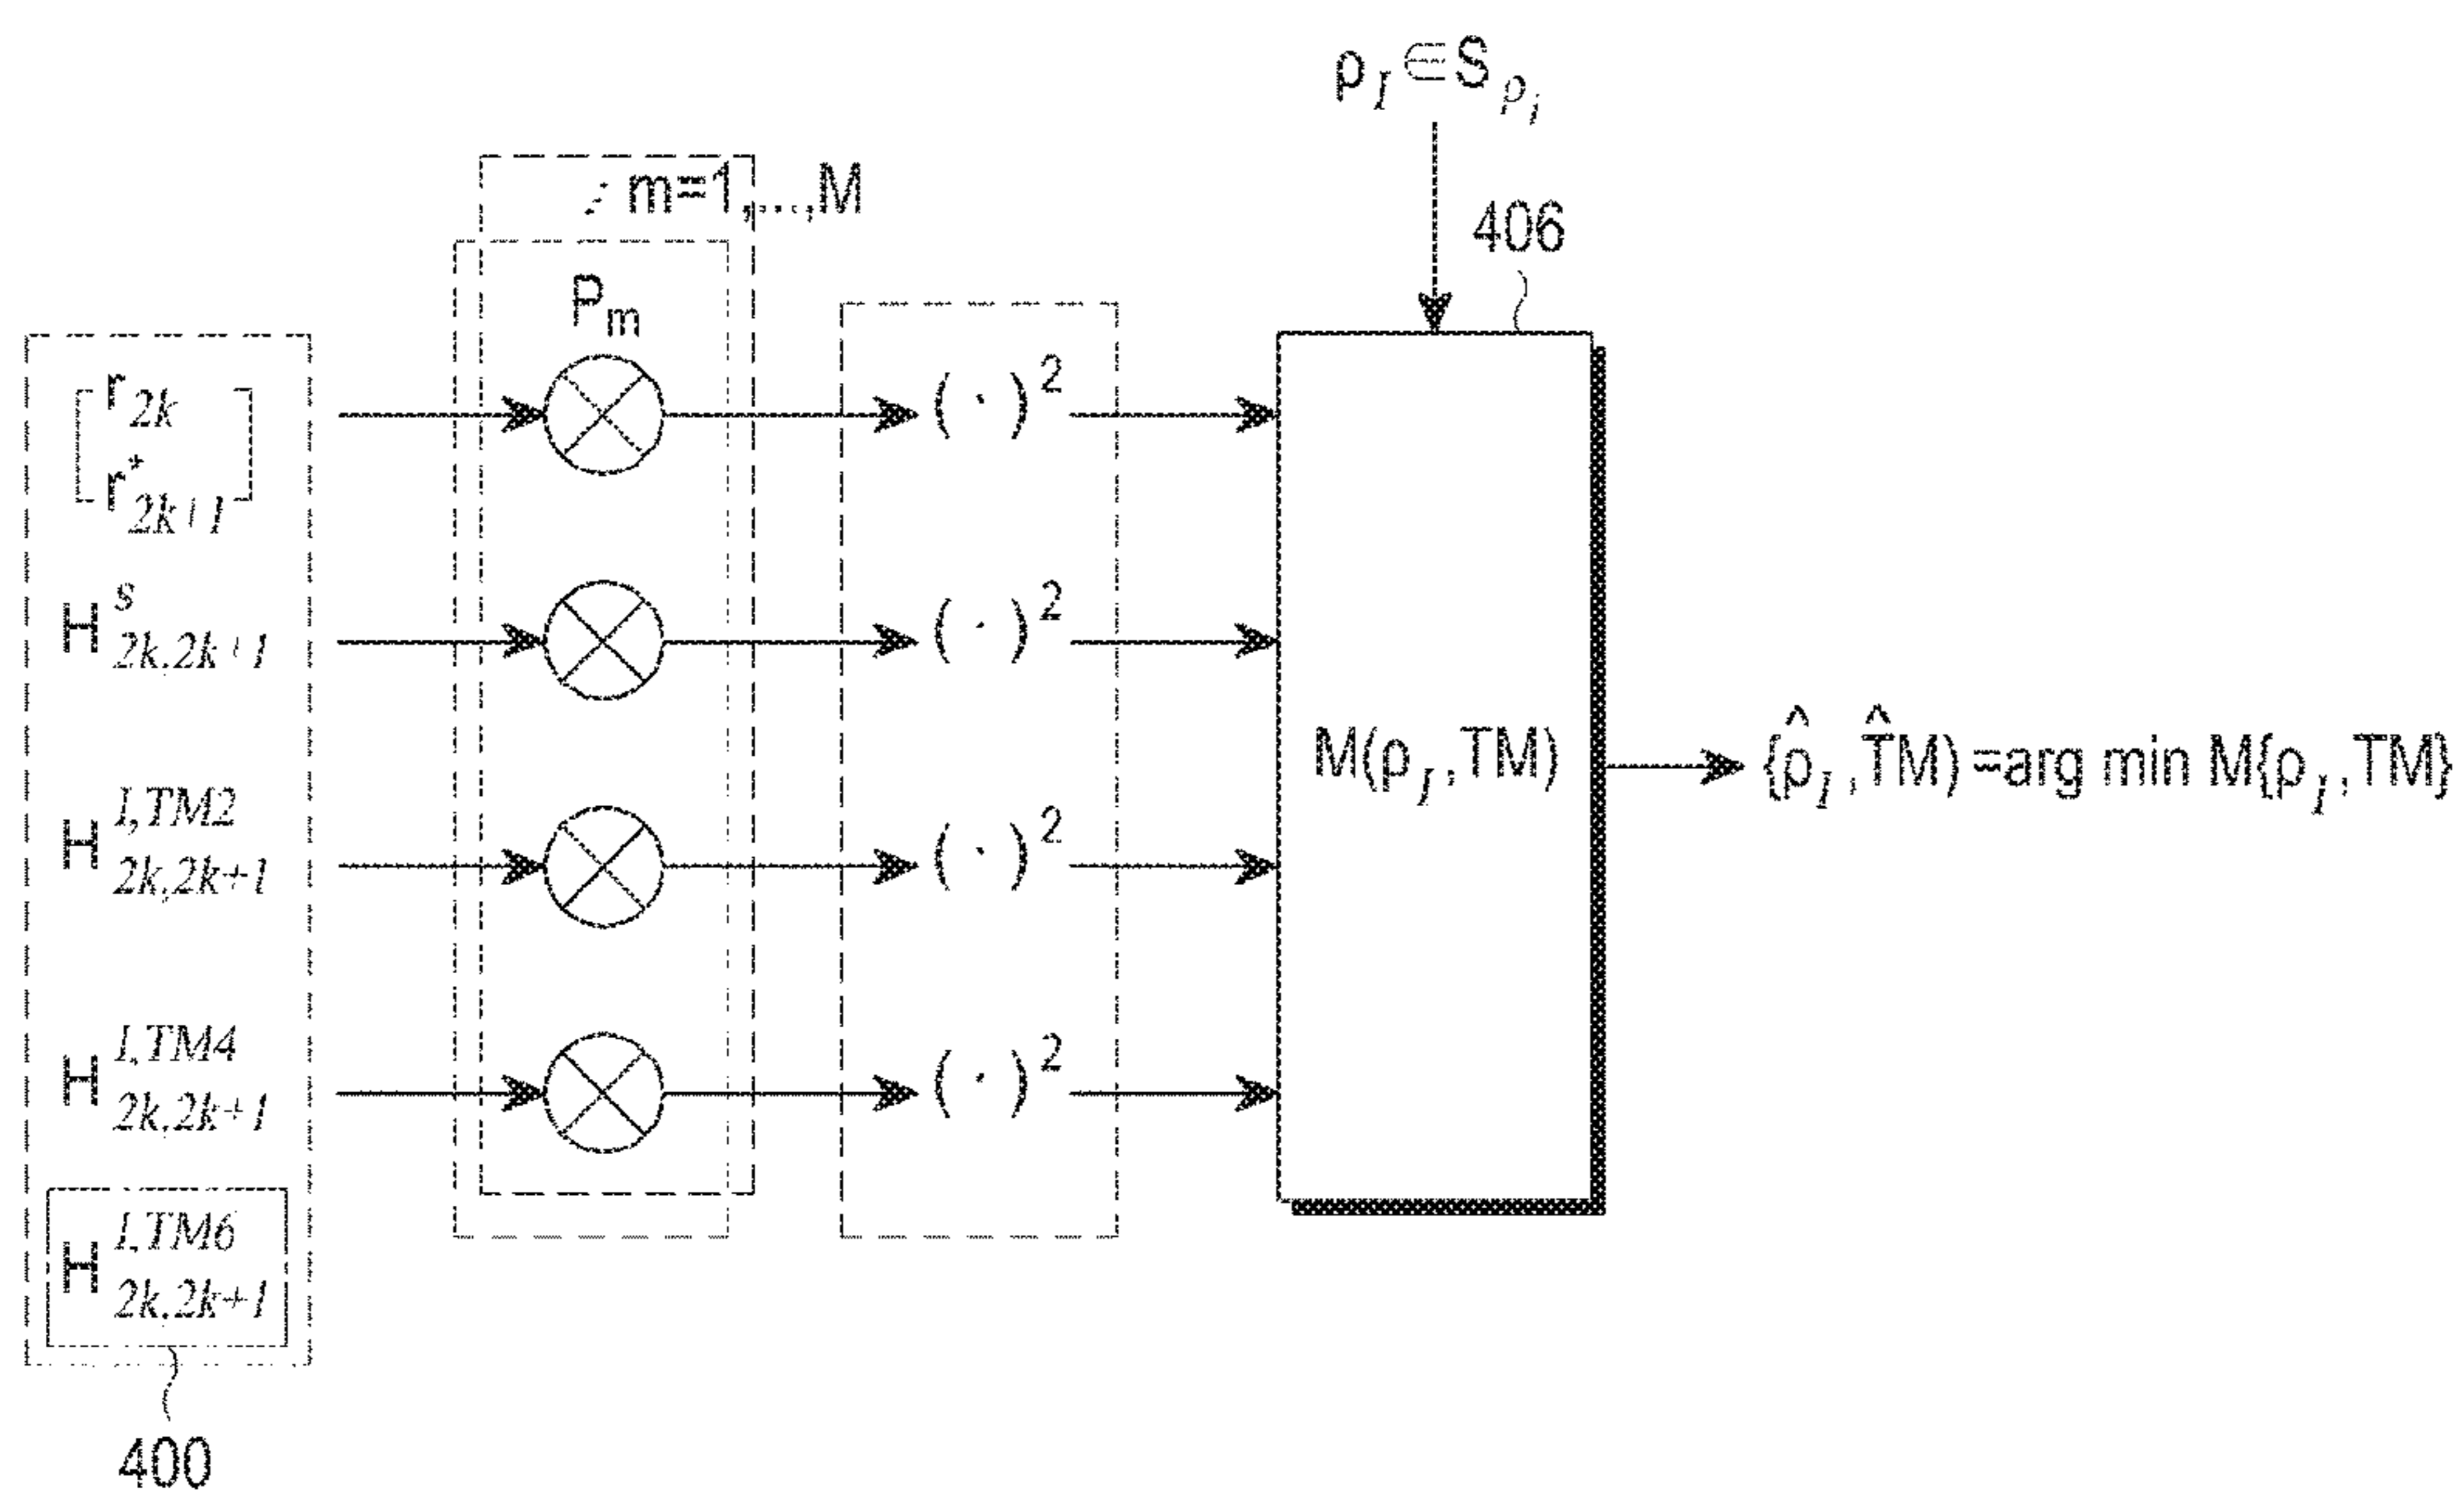 ρ_I ∈ S_ρ_i
m=1,...,M
406
P_m
r_2k
r*_2k+1
( · )^2
H^s_2k,2k+1
( · )^2
M(ρ_I,TM)
{ρ̂_I,T̂M)=arg min M{ρ_I,TM}
H^I,TM2_2k,2k+1
( · )^2
H^I,TM4_2k,2k+1
( · )^2
H^I,TM6_2k,2k+1
400